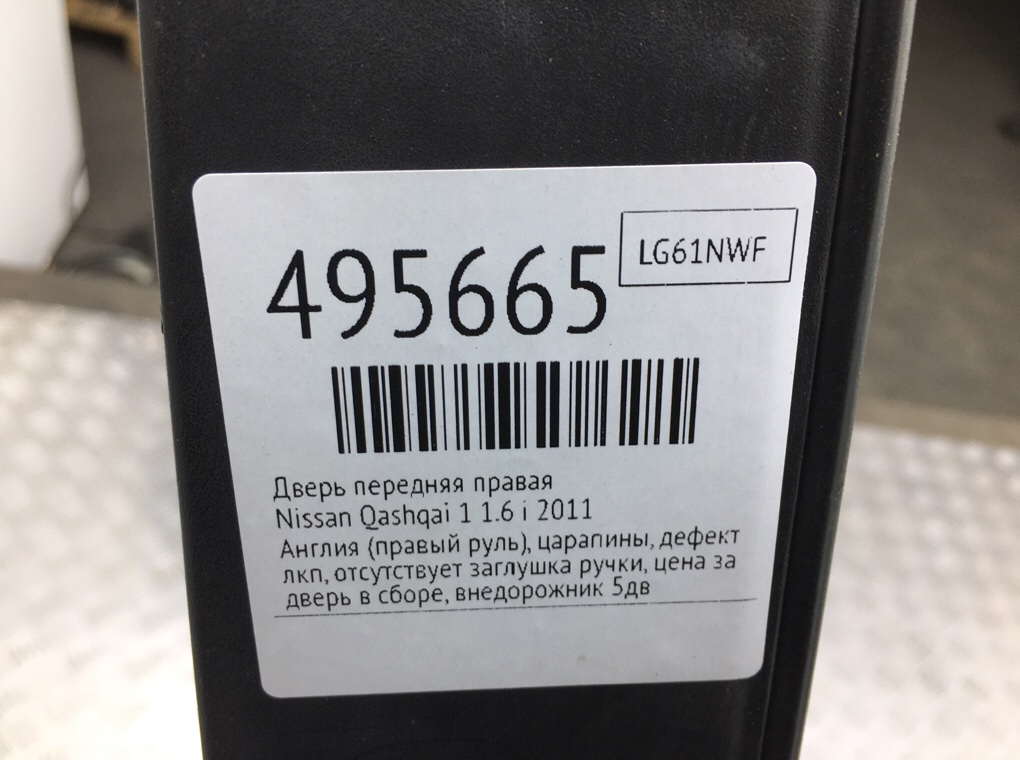 495665
LG61NWF
Дверь передняя правая
Nissan Qashqai 1 1.6 i 2011
Англия (правый руль), царапины, дефект
лкп, отсутствует заглушка ручки, цена за
дверь в сборе, внедорожник 5дв